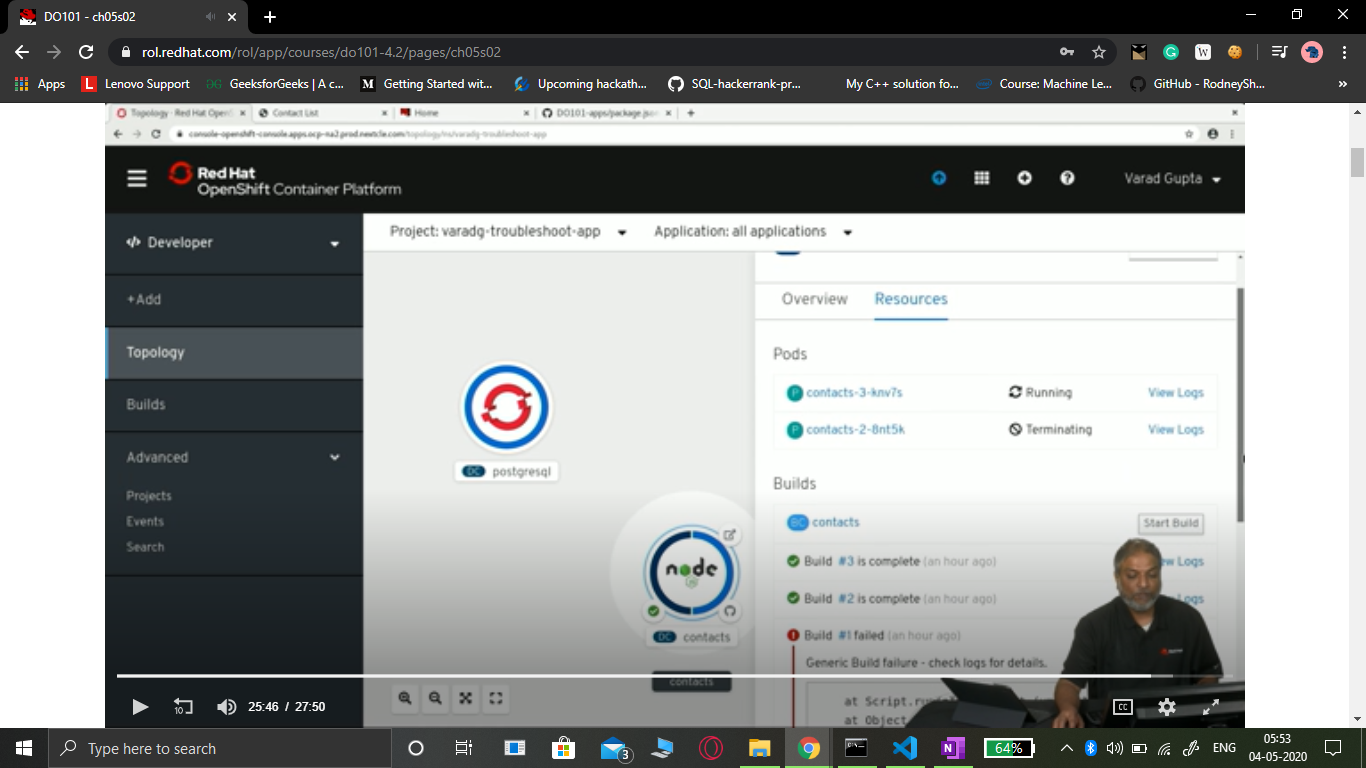 DO101 - ch05s02
rol.redhat.com/rol/app/courses/do101-4.2/pages/ch05s02
Apps
Lenovo Support
GeeksforGeeks | A c...
Getting Started wit...
Upcoming hackath...
SQL-hackerrank-pr...
My C++ solution fo...
Course: Machine Le...
GitHub - RodneySh...
Topology · Red Hat Open
Contact List
Home
DO101-apps/package.json
console-openshift-console.apps.ocp-na2.prod.nextcle.com/topology/ns/varadg-troubleshoot-app
Red Hat
OpenShift Container Platform
Varad Gupta
Developer
Project: varadg-troubleshoot-app
Application: all applications
+Add
Topology
Builds
Advanced
Projects
Events
Search
postgresql
DC
node
JS
DC
contacts
contacts
Overview
Resources
Pods
P
contacts-3-knv7s
Running
View Logs
P
contacts-2-8nt5k
Terminating
View Logs
Builds
BC
contacts
Start Build
Build #3 is complete (an hour ago)
View Logs
Build #2 is complete (an hour ago)
Logs
Build #1 failed (an hour ago)
Generic Build failure - check logs for details.
at Object
10
25:46 / 27:50
CC
Type here to search
3
64%
ENG
05:53
04-05-2020